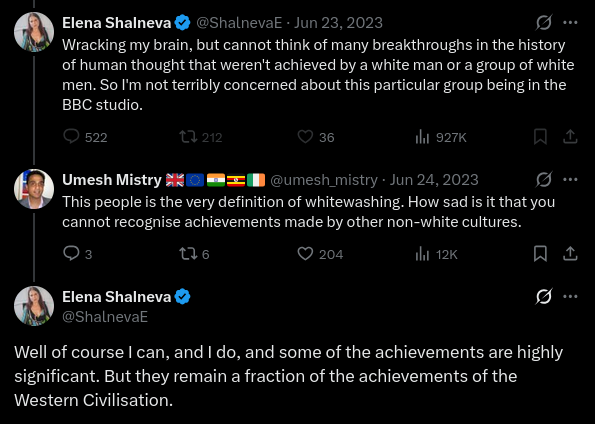 Elena Shalneva @ShalnevaE · Jun 23, 2023
Wracking my brain, but cannot think of many breakthroughs in the history
of human thought that weren't achieved by a white man or a group of white
men. So I'm not terribly concerned about this particular group being in the
BBC studio.
522 212 36 927K
Umesh Mistry 🇬🇧🇪🇺🇮🇳🇺🇬🇮🇪 @umesh_mistry · Jun 24, 2023
This people is the very definition of whitewashing. How sad is it that you
cannot recognise achievements made by other non-white cultures.
3 6 204 12K
Elena Shalneva
@ShalnevaE
Well of course I can, and I do, and some of the achievements are highly
significant. But they remain a fraction of the achievements of the
Western Civilisation.